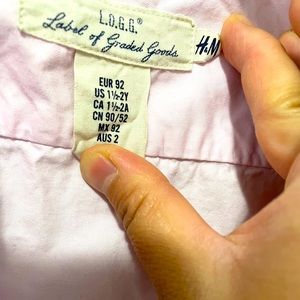 L.O.G.G.®
Label of Graded Goods
H&M
EUR 92
US 1½-2Y
CA 1½-2A
CN 90/52
MX 92
AUS 2